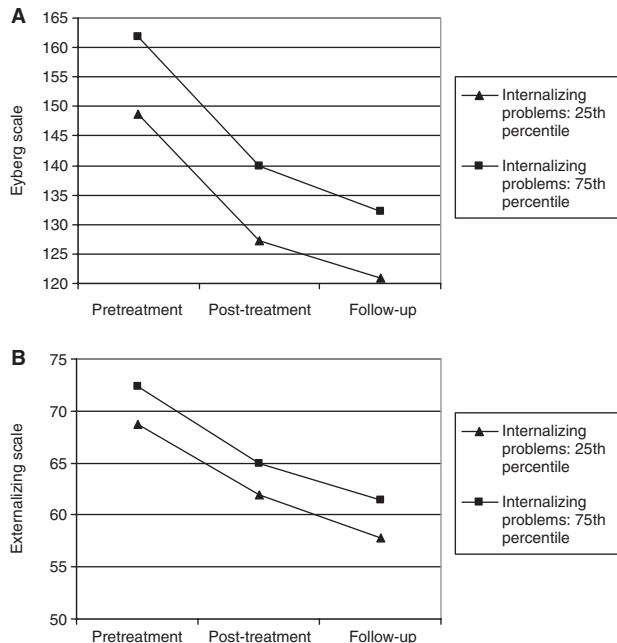 A
165
160
155
150
145
140
135
130
125
120
Eyberg scale
Pretreatment Post-treatment Follow-up
Internalizing
problems: 25th
percentile
Internalizing
problems: 75th
percentile
B
75
70
65
60
55
50
Externalizing scale
Pretreatment Post-treatment Follow-up
Internalizing
problems: 25th
percentile
Internalizing
problems: 75th
percentile